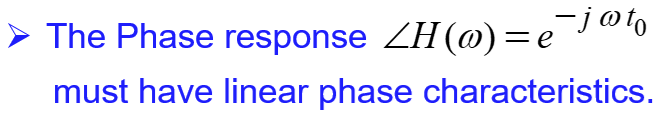 ➢ The Phase response ∠H(ω) = e^{−jωt₀}
must have linear phase characteristics.